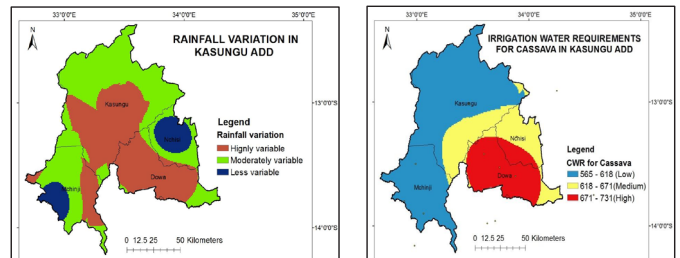 33°0'0"E
34°0'0"E
35°0'0"E
N
RAINFALL VARIATION IN
KASUNGU ADD
Kasungu
-13°0'0"S
Ntchisi
Legend
Rainfall variation
Highly variable
Moderately variable
Less variable
Mchinji
Dowa
0 12.5 25 50 Kilometers
-14°0'0"S
33°0'0"E
34°0'0"E
35°0'0"E
N
IRRIGATION WATER REQUIREMENTS
FOR CASSAVA IN KASUNGU ADD
Kasungu
-13°0'0"S
Ntchisi
Legend
CWR for Cassava
565 - 618 (Low)
618 - 671(Medium)
671 - 731(High)
Mchinji
Dowa
0 12.5 25 50 Kilometers
-14°0'0"S